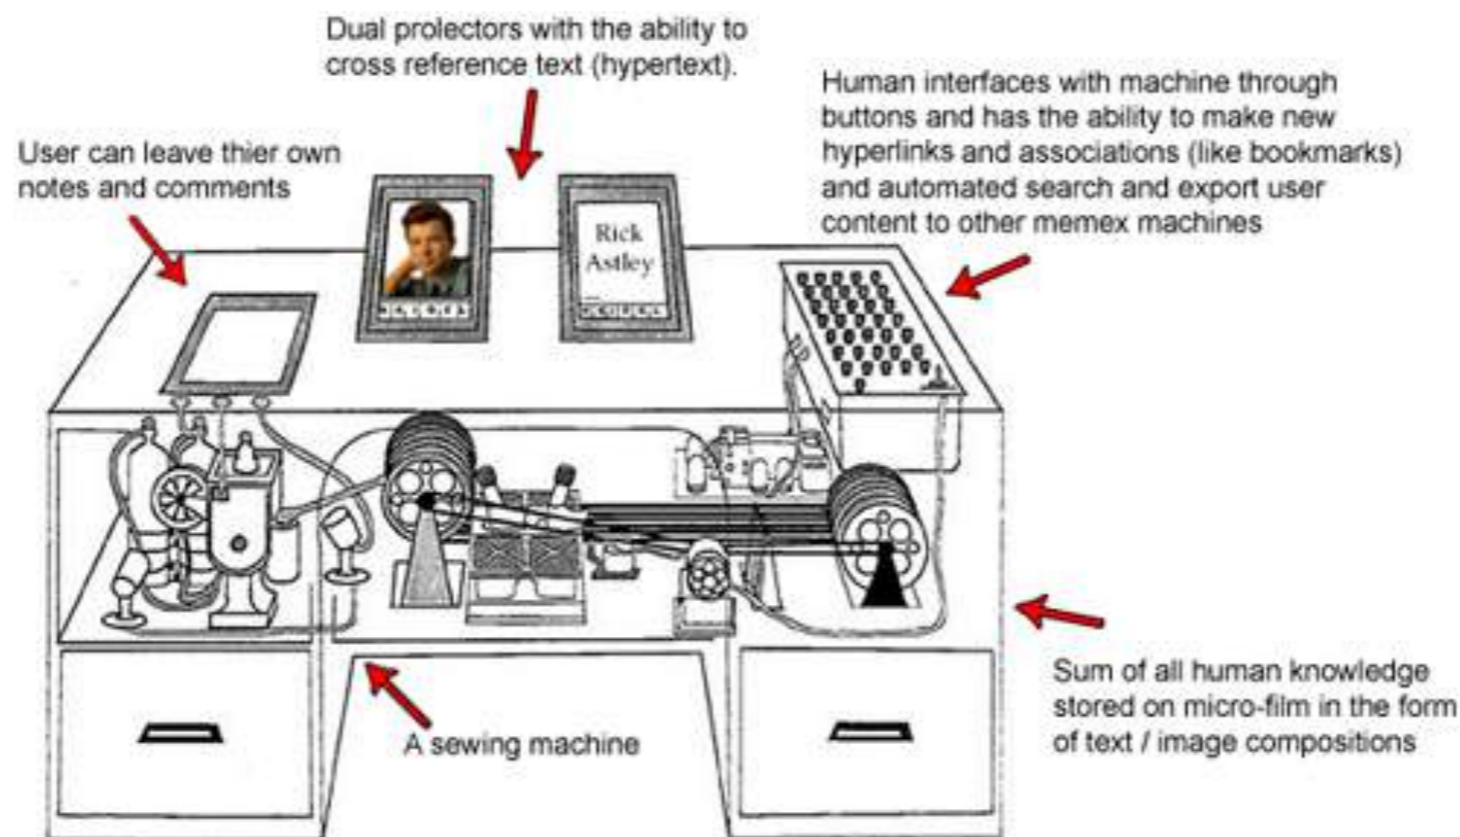 Dual prolectors with the ability to
cross reference text (hypertext).
Human interfaces with machine through
buttons and has the ability to make new
hyperlinks and associations (like bookmarks)
and automated search and export user
content to other memex machines
User can leave thier own
notes and comments
Rick
Astley
A sewing machine
Sum of all human knowledge
stored on micro-film in the form
of text / image compositions